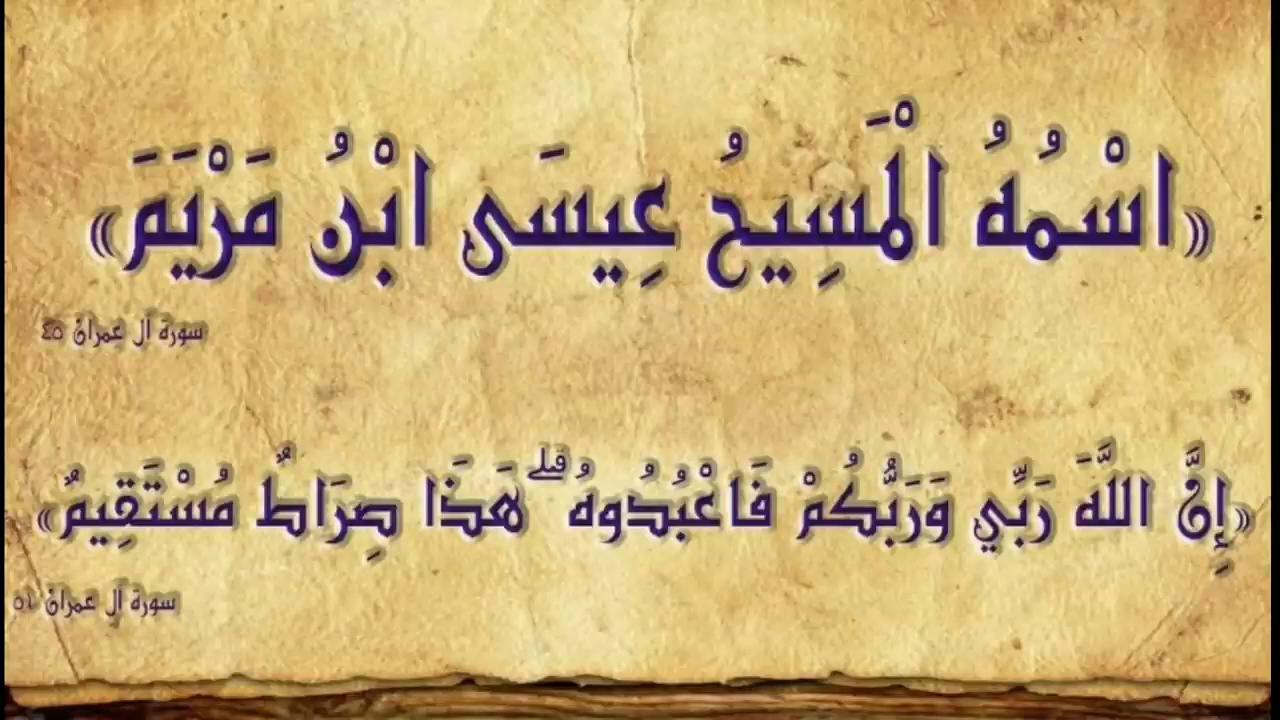 «اسْمُهُ الْمَسِيحُ عِيسَى ابْنُ مَرْيَمَ»
سورة آل عمران ٤٥
«إِنَّ اللَّهَ رَبِّي وَرَبُّكُمْ فَاعْبُدُوهُ ۗ هَذَا صِرَاطٌ مُسْتَقِيمٌ»
سورة آل عمران ٥١